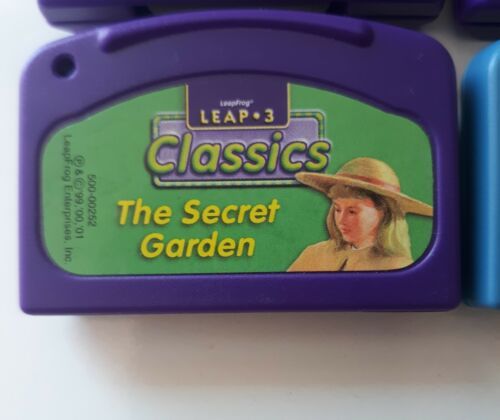 LeapFrog®
LEAP•3
Classics
The Secret
Garden
500-00252
℗ & © '99, '00, '01
LeapFrog Enterprises, Inc.